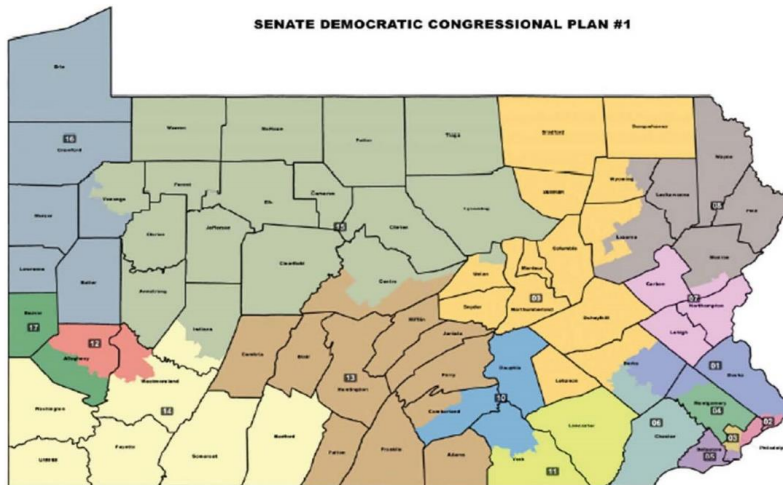 SENATE DEMOCRATIC CONGRESSIONAL PLAN #1
Erie
16
Crawford
Warren
McKean
Potter
Tioga
Bradford
Susquehanna
Wayne
Wyoming
Lackawanna
Pike
Mercer
Venango
Forest
Elk
Cameron
Clinton
Lycoming
Luzerne
Monroe
Clarion
Jefferson
15
Columbia
Lawrence
Butler
Clearfield
Centre
Union
Montour
Carbon
07
Northampton
Armstrong
Snyder
Northumberland
09
Schuylkill
Beaver
17
Indiana
Mifflin
Juniata
Lehigh
Allegheny
12
Westmoreland
Cambria
Blair
Huntingdon
13
Perry
Dauphin
Lebanon
Berks
01
Bucks
Washington
14
Cumberland
10
Montgomery
04
Lancaster
06
Chester
02
Fayette
Somerset
Bedford
Fulton
Franklin
Adams
York
11
Delaware
05
03